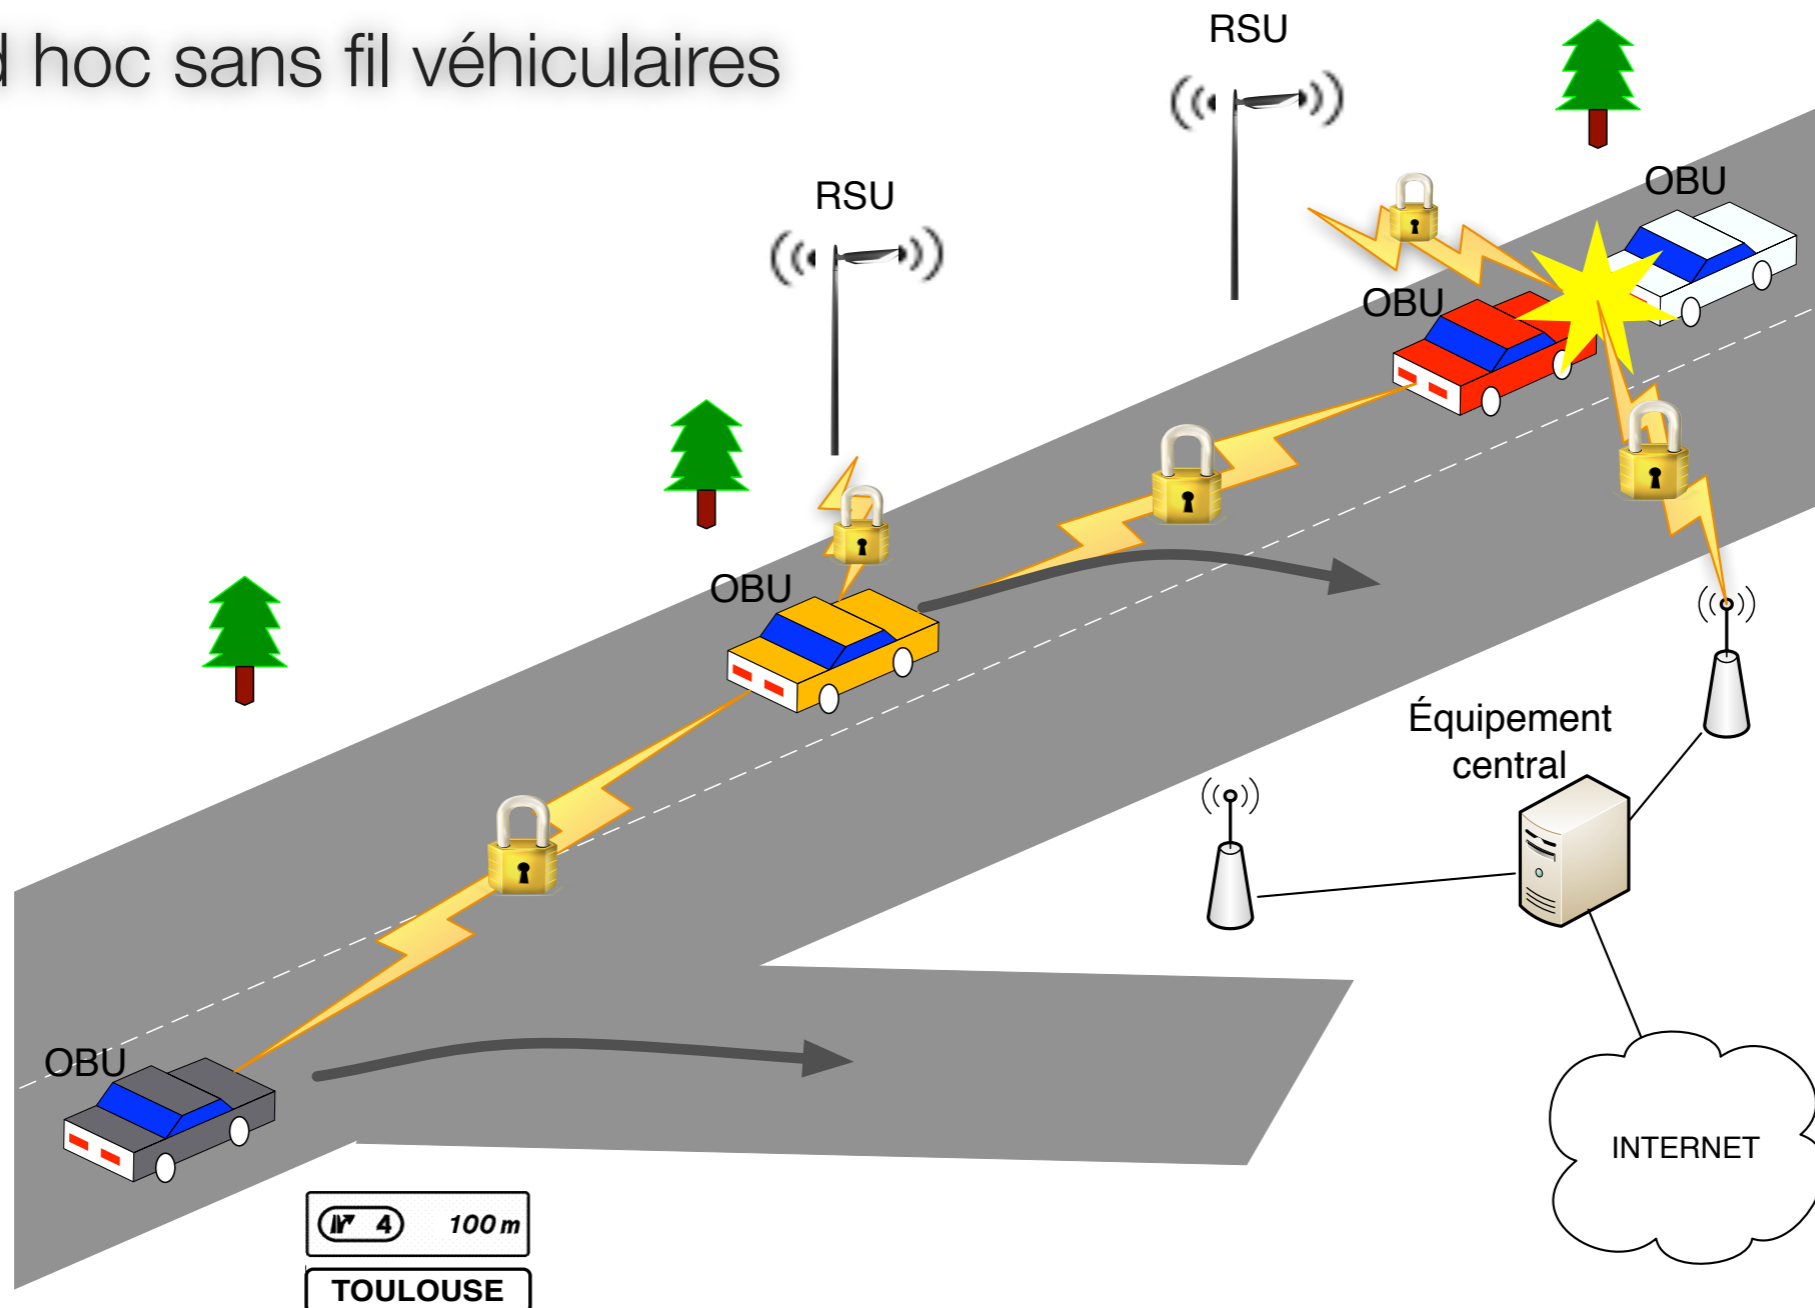 hoc sans fil véhiculaires
RSU
RSU
OBU
OBU
OBU
Équipement
central
OBU
INTERNET
4 100 m
TOULOUSE